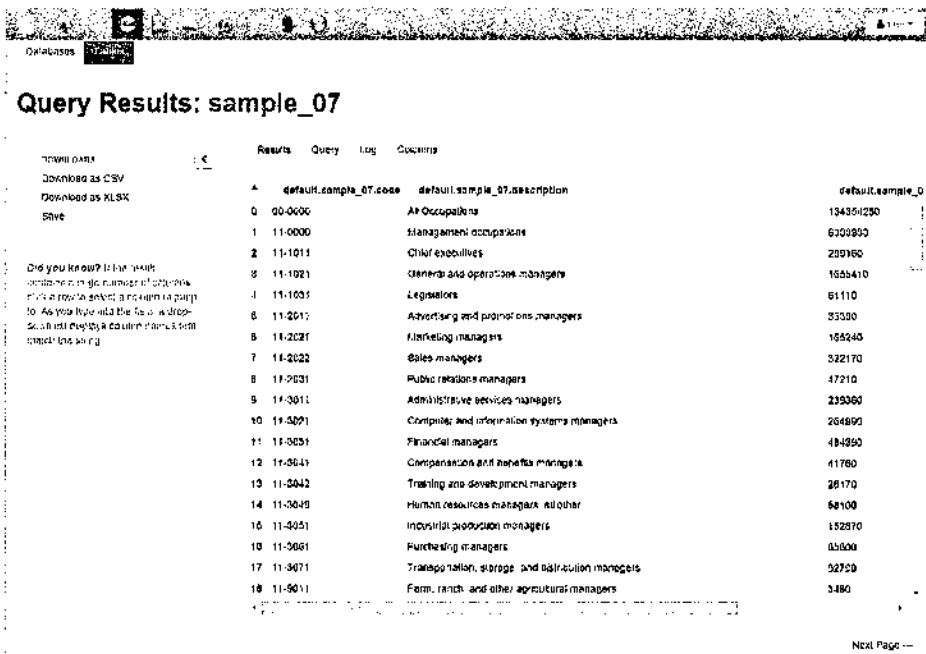 Databases
Query Results: sample_07
Results Query Log Columns
Download as CSV
Download as XLSX
Save
Did you know? If the result
default.sample_07.code default.sample_07.description default.sample_0
0 00-0000 All Occupations 134354250
1 11-0000 Management occupations
2 11-1011 Chief executives 299160
3 11-1021 General and operations managers 1655410
4 11-1031 Legislators 61110
5 11-2011 Advertising and promotions managers
6 11-2021 Marketing managers 165240
7 11-2022 Sales managers 322170
8 11-2031 Public relations managers 47210
9 11-3011 Administrative services managers 239360
10 11-3021 Computer and information systems managers 264990
11 11-3031 Financial managers 484390
12 11-3041 Compensation and benefits managers 41780
13 11-3042 Training and development managers 28170
14 11-3049 Human resources managers, all other 58100
15 11-3051 Industrial production managers 152870
16 11-3061 Purchasing managers 65600
17 11-3071 Transportation, storage, and distribution managers 92790
18 11-9011 Farm, ranch, and other agricultural managers 3480
Next Page